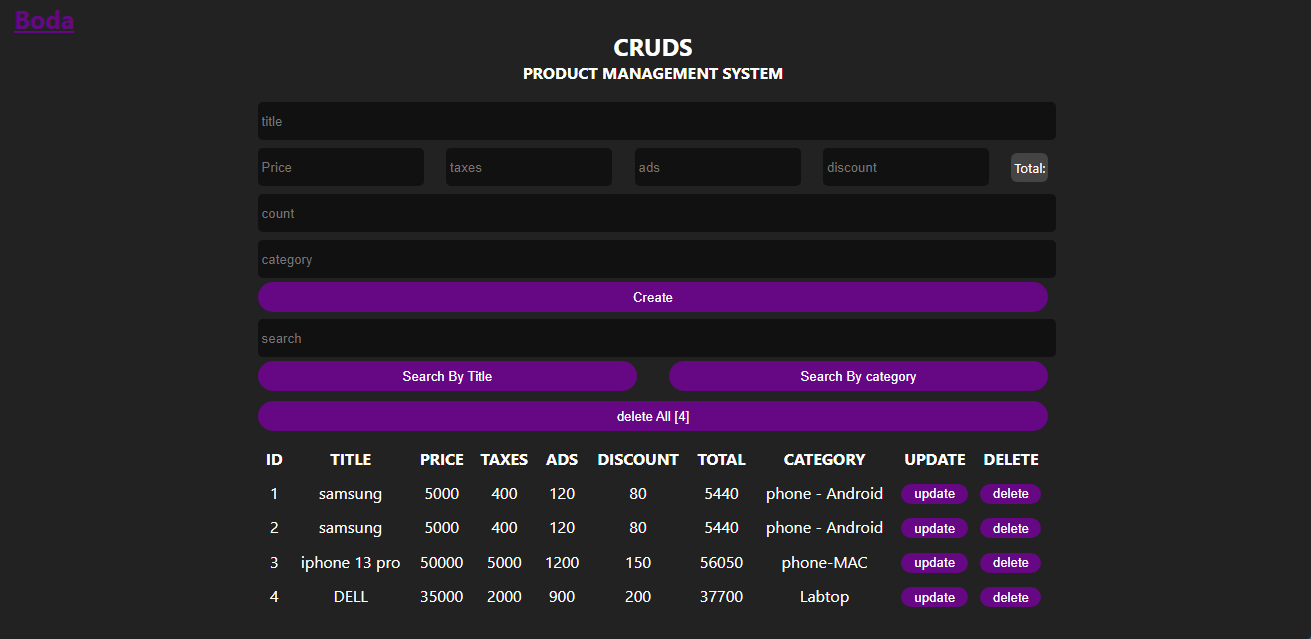 Boda
CRUDS
PRODUCT MANAGEMENT SYSTEM
title
Price taxes ads discount Total:
count
category
Create
search
Search By Title Search By category
delete All [4]
ID TITLE PRICE TAXES ADS DISCOUNT TOTAL CATEGORY UPDATE DELETE
1 samsung 5000 400 120 80 5440 phone - Android update delete
2 samsung 5000 400 120 80 5440 phone - Android update delete
3 iphone 13 pro 50000 5000 1200 150 56050 phone-MAC update delete
4 DELL 35000 2000 900 200 37700 Labtop update delete